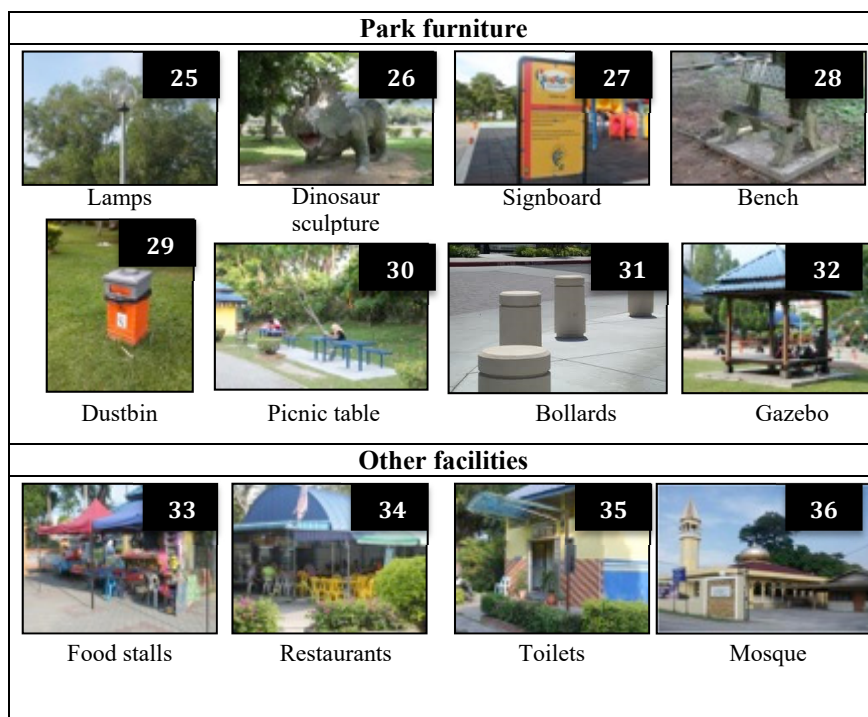 Park furniture
25 26 27 28
Lamps Dinosaur sculpture Signboard Bench
29 30 31 32
Dustbin Picnic table Bollards Gazebo
Other facilities
33 34 35 36
Food stalls Restaurants Toilets Mosque